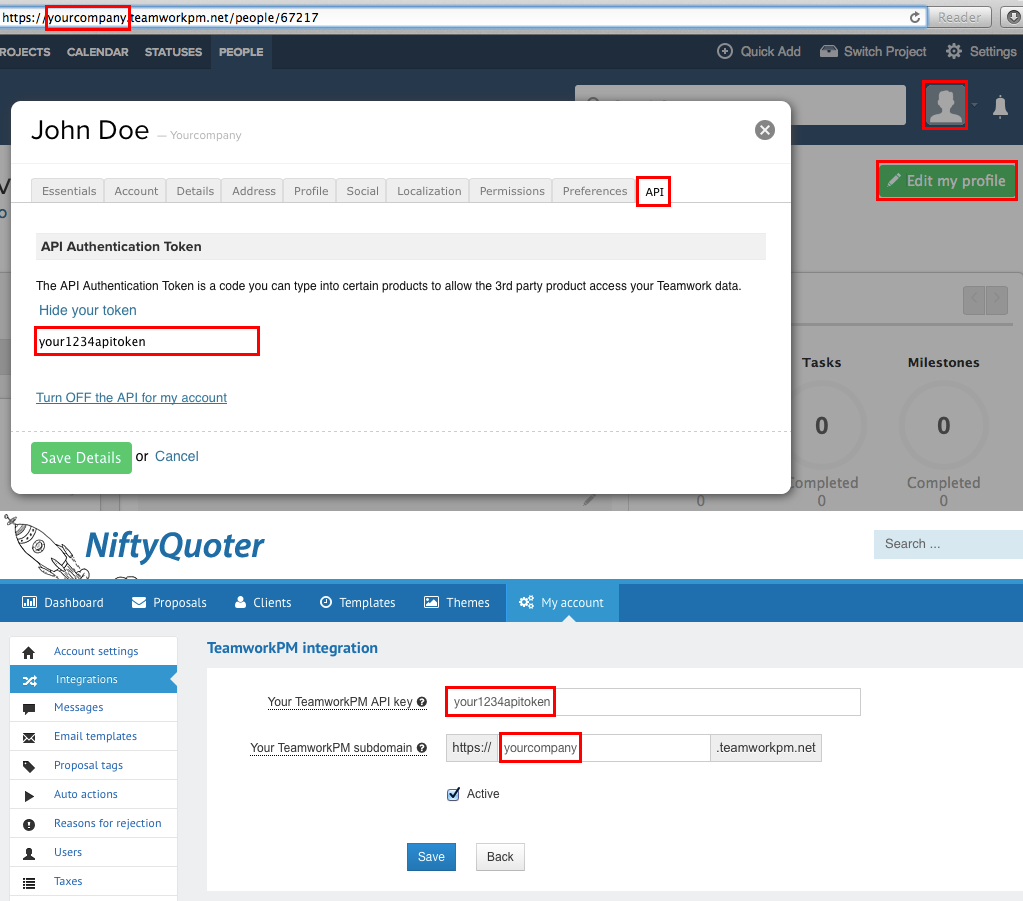 https://yourcompany.teamworkpm.net/people/67217
Reader
ROJECTS CALENDAR STATUSES PEOPLE Quick Add Switch Project Settings
John Doe — Yourcompany
Edit my profile
Essentials Account Details Address Profile Social Localization Permissions Preferences API
API Authentication Token
The API Authentication Token is a code you can type into certain products to allow the 3rd party product access your Teamwork data.
Hide your token
your1234apitoken
Turn OFF the API for my account
Save Details or Cancel
Tasks Milestones
0 0
Completed Completed
0 0 0
NiftyQuoter
Search ...
Dashboard Proposals Clients Templates Themes My account
Account settings
Integrations
Messages
Email templates
Proposal tags
Auto actions
Reasons for rejection
Users
Taxes
TeamworkPM integration
Your TeamworkPM API key your1234apitoken
Your TeamworkPM subdomain https:// yourcompany .teamworkpm.net
Active
Save Back